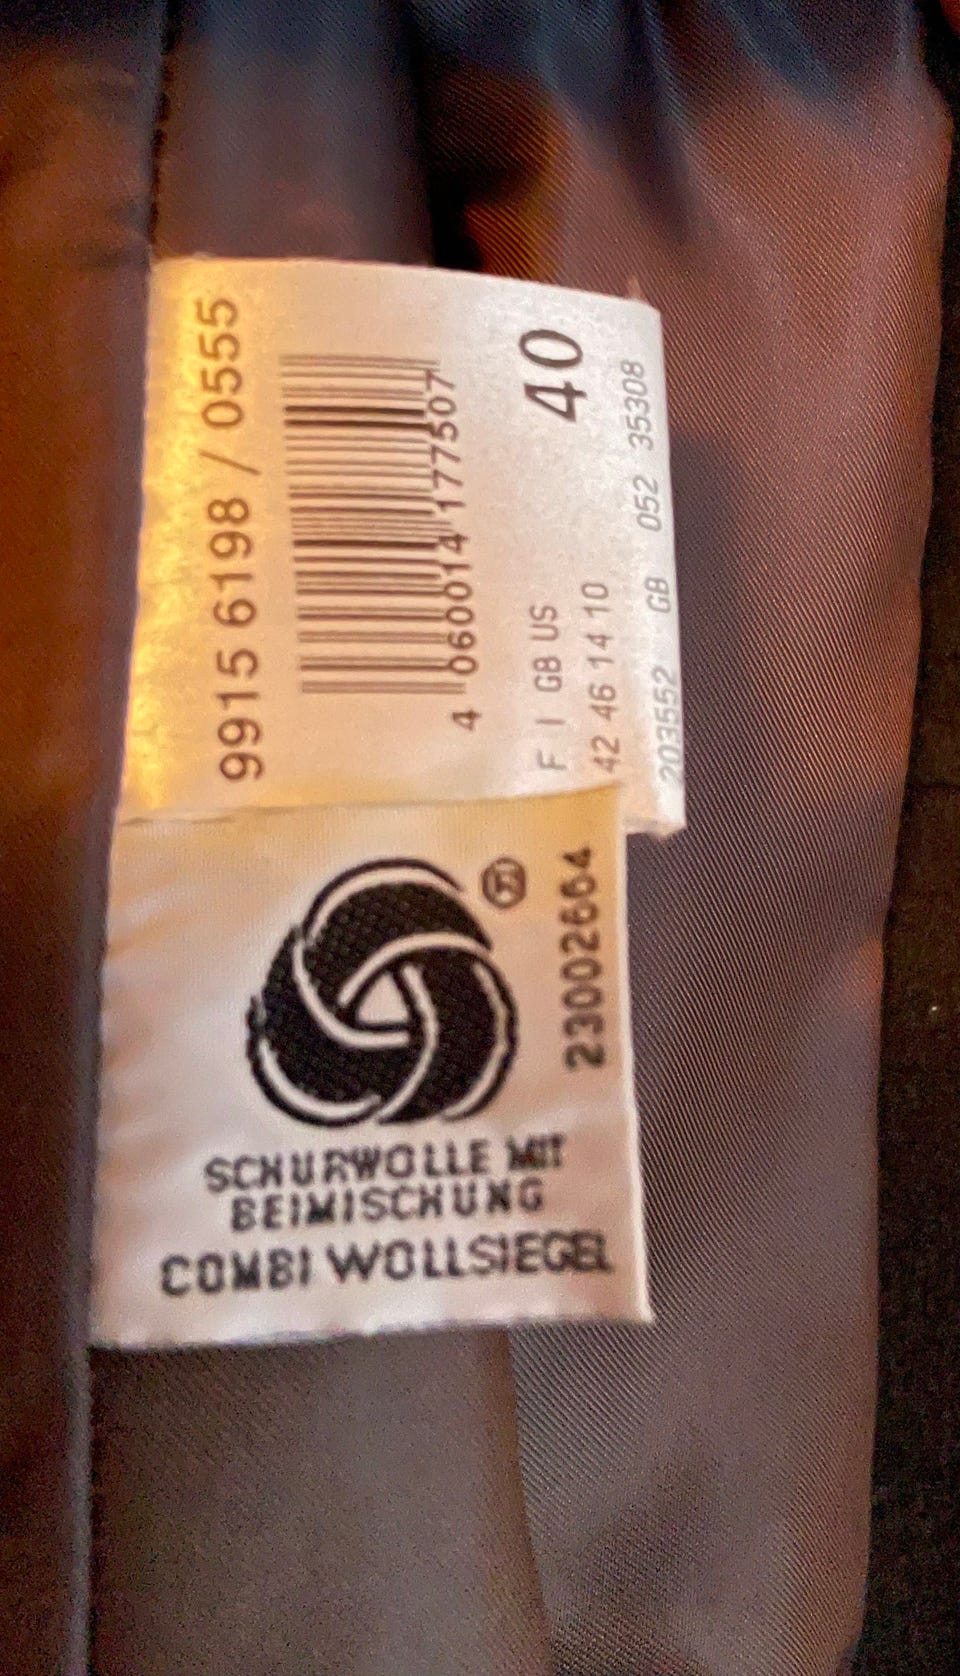 9915 6198 / 0555
4 060014 177507
40
F I GB US
42 46 14 10
203552 GB 052 35308
®
23002664
SCHURWOLLE MIT
BEIMISCHUNG
COMBI WOLLSIEGEL